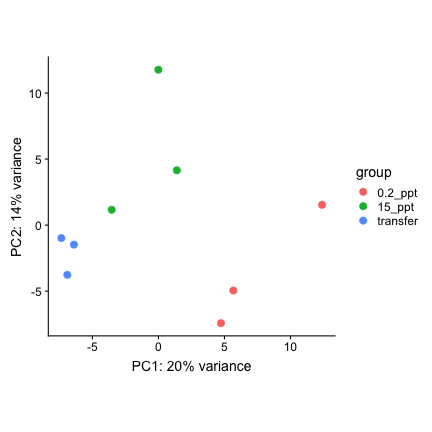 10
5
0
-5
PC2: 14% variance
-5
0
5
10
PC1: 20% variance
group
0.2_ppt
15_ppt
transfer